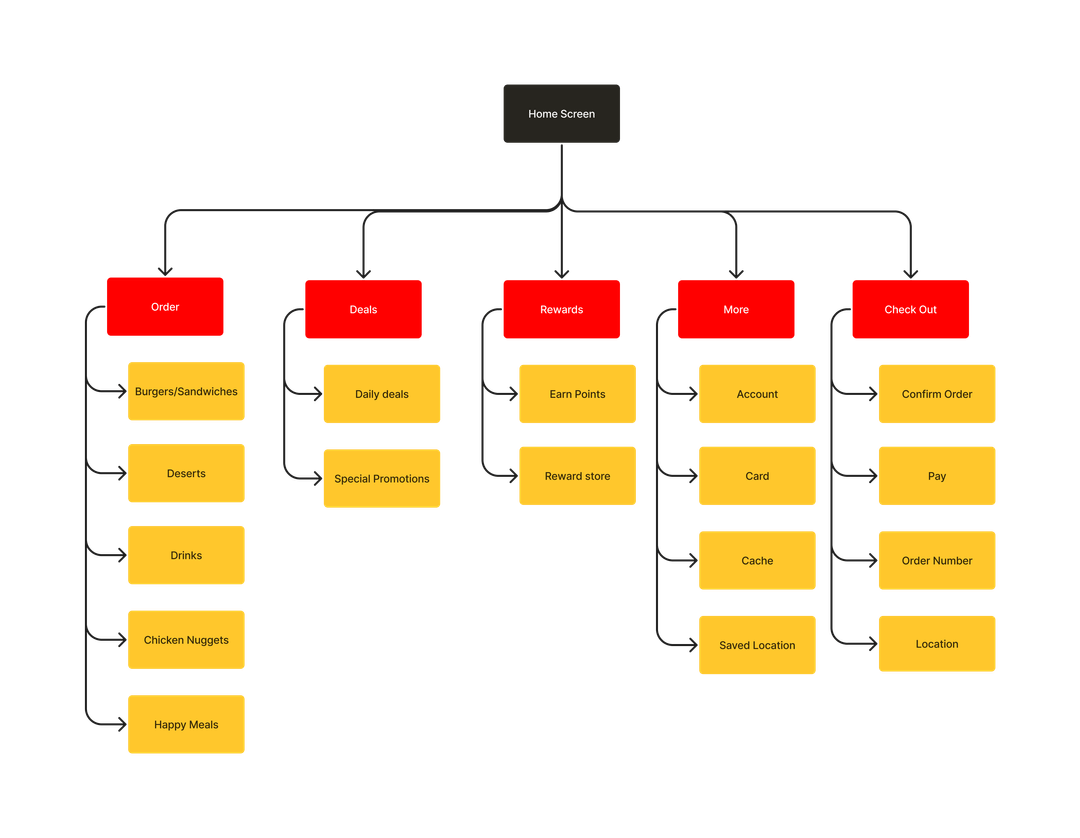 Home Screen
Order
Deals
Rewards
More
Check Out
Burgers/Sandwiches
Deserts
Drinks
Chicken Nuggets
Happy Meals
Daily deals
Special Promotions
Earn Points
Reward store
Account
Card
Cache
Saved Location
Confirm Order
Pay
Order Number
Location